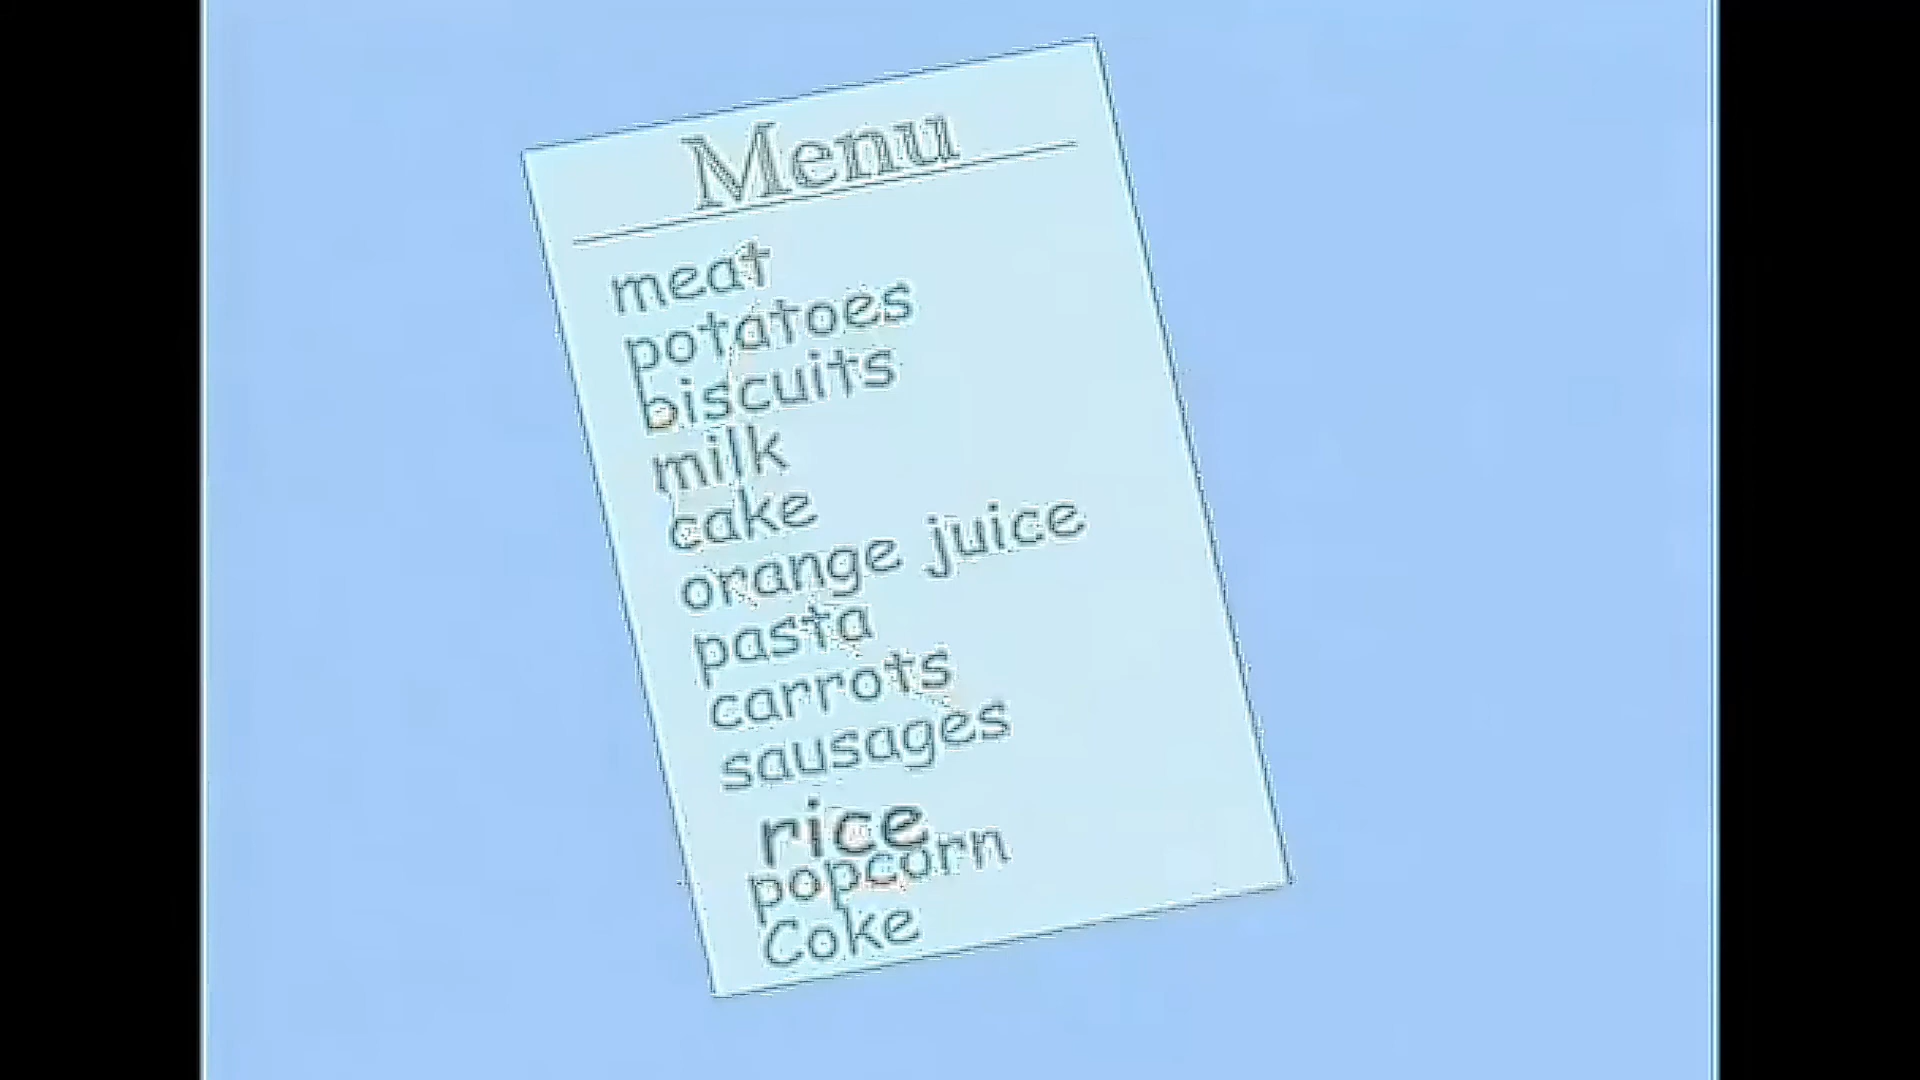 Menu
meat
potatoes
biscuits
milk
cake
orange juice
pasta
carrots
sausages
rice
popcorn
Coke